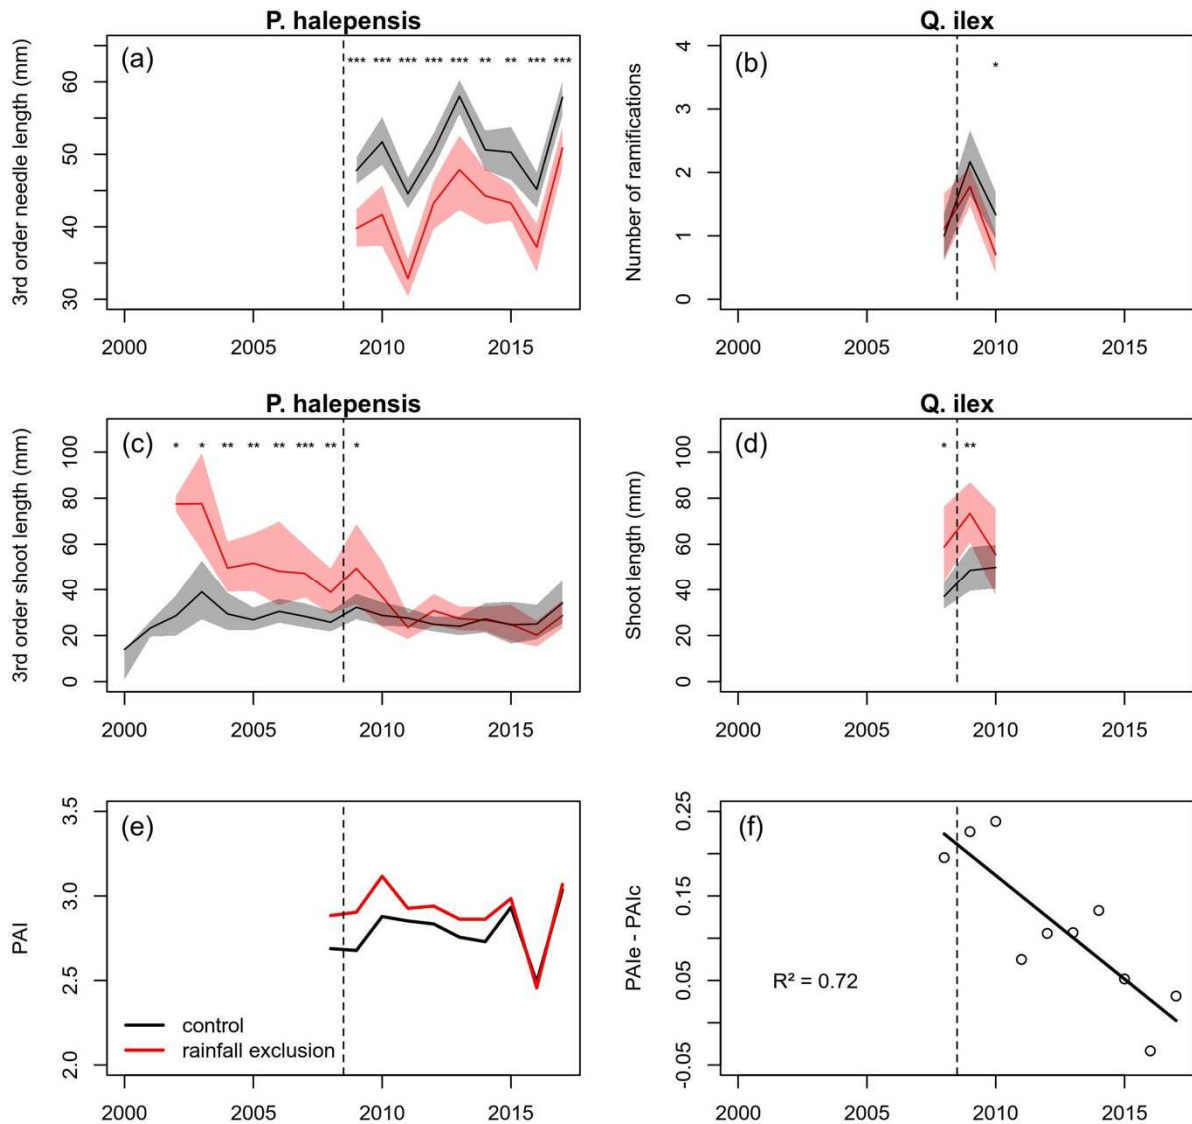 P. halepensis
3rd order needle length (mm)
(a)
*** *** *** *** *** ** ** *** ***
60
50
40
30
2000 2005 2010 2015
Q. ilex
Number of ramifications
(b)
*
4
3
2
1
0
2000 2005 2010 2015
P. halepensis
3rd order shoot length (mm)
(c)
* * ** ** ** *** ** *
100
80
60
40
20
0
2000 2005 2010 2015
Q. ilex
Shoot length (mm)
(d)
* **
100
80
60
40
20
0
2000 2005 2010 2015
PAI
(e)
3.5
3.0
2.5
2.0
control
rainfall exclusion
2000 2005 2010 2015
PAIe - PAIc
(f)
0.25
0.15
0.05
-0.05
R² = 0.72
2000 2005 2010 2015